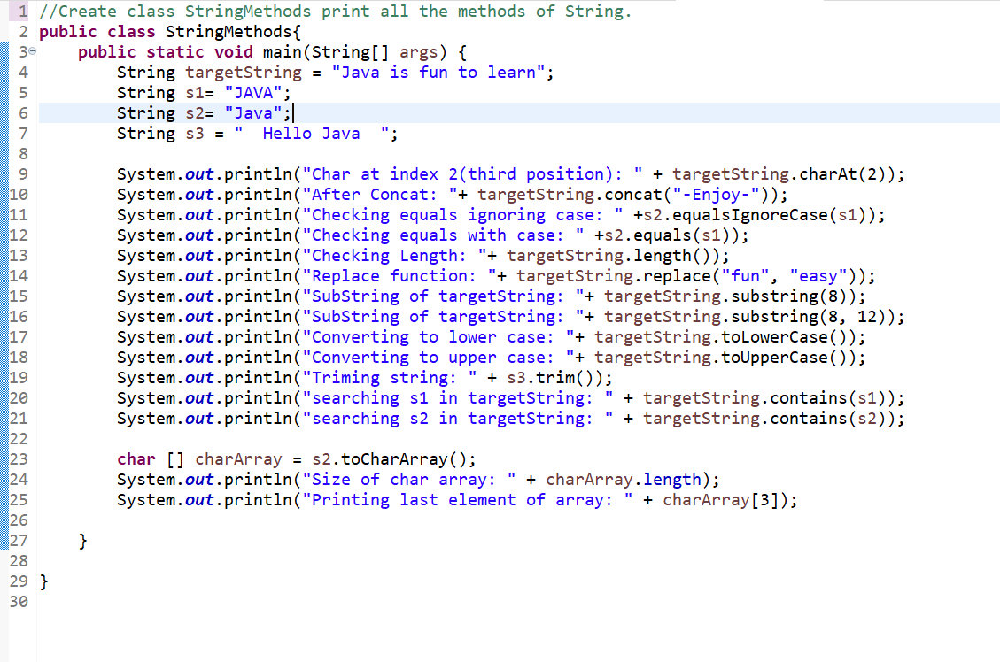 1 //Create class StringMethods print all the methods of String.
2 public class StringMethods{
3 public static void main(String[] args) {
4 String targetString = "Java is fun to learn";
5 String s1= "JAVA";
6 String s2= "Java";
7 String s3 = "  Hello Java  ";
8
9 System.out.println("Char at index 2(third position): " + targetString.charAt(2));
10 System.out.println("After Concat: "+ targetString.concat("-Enjoy-"));
11 System.out.println("Checking equals ignoring case: " +s2.equalsIgnoreCase(s1));
12 System.out.println("Checking equals with case: " +s2.equals(s1));
13 System.out.println("Checking Length: "+ targetString.length());
14 System.out.println("Replace function: "+ targetString.replace("fun", "easy"));
15 System.out.println("SubString of targetString: "+ targetString.substring(8));
16 System.out.println("SubString of targetString: "+ targetString.substring(8, 12));
17 System.out.println("Converting to lower case: "+ targetString.toLowerCase());
18 System.out.println("Converting to upper case: "+ targetString.toUpperCase());
19 System.out.println("Triming string: " + s3.trim());
20 System.out.println("searching s1 in targetString: " + targetString.contains(s1));
21 System.out.println("searching s2 in targetString: " + targetString.contains(s2));
22
23 char [] charArray = s2.toCharArray();
24 System.out.println("Size of char array: " + charArray.length);
25 System.out.println("Printing last element of array: " + charArray[3]);
26
27 }
28
29 }
30